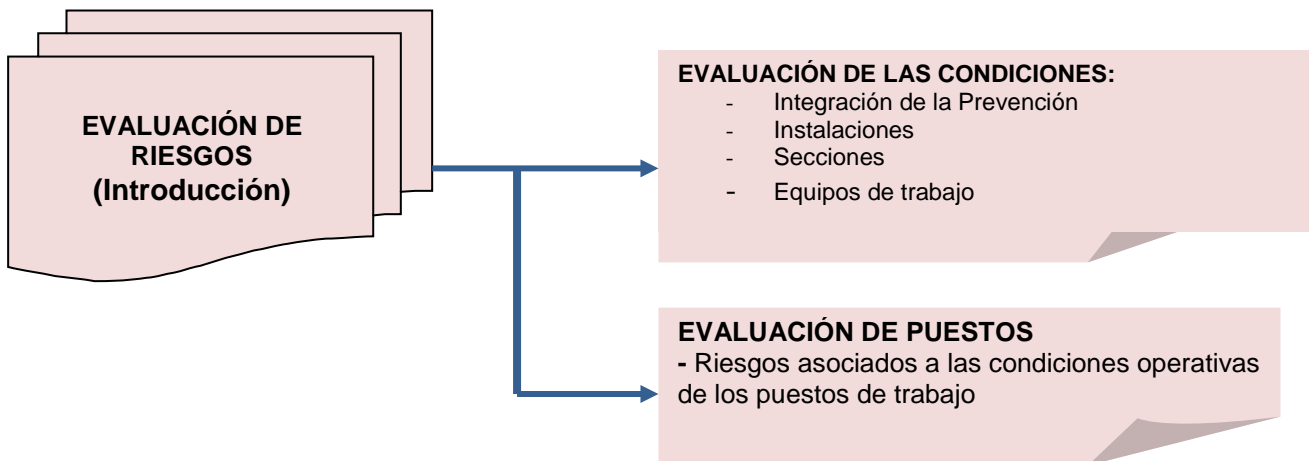 EVALUACIÓN DE
RIESGOS
(Introducción)
EVALUACIÓN DE LAS CONDICIONES:
- Integración de la Prevención
- Instalaciones
- Secciones
- Equipos de trabajo
EVALUACIÓN DE PUESTOS
- Riesgos asociados a las condiciones operativas
de los puestos de trabajo